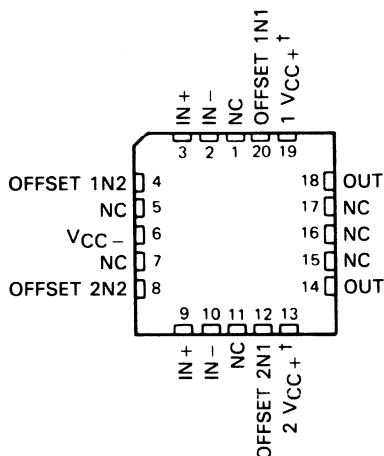 IN+
IN−
NC
OFFSET 1N1
1 VCC+†
3 2 1 20 19
OFFSET 1N2 4
NC 5
VCC− 6
NC 7
OFFSET 2N2 8
18 OUT
17 NC
16 NC
15 NC
14 OUT
9 10 11 12 13
IN+
IN−
NC
OFFSET 2N1
2 VCC+†